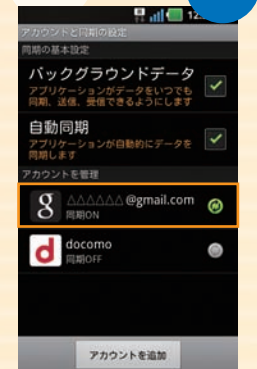 12:
アカウントと同期の設定
同期の基本設定
バックグラウンドデータ
アプリケーションがデータをいつでも
同期、送信、受信できるようにします
自動同期
アプリケーションが自動的にデータを
同期します
アカウントを管理
g △△△△△△@gmail.com
同期ON
d docomo
同期OFF
アカウントを追加